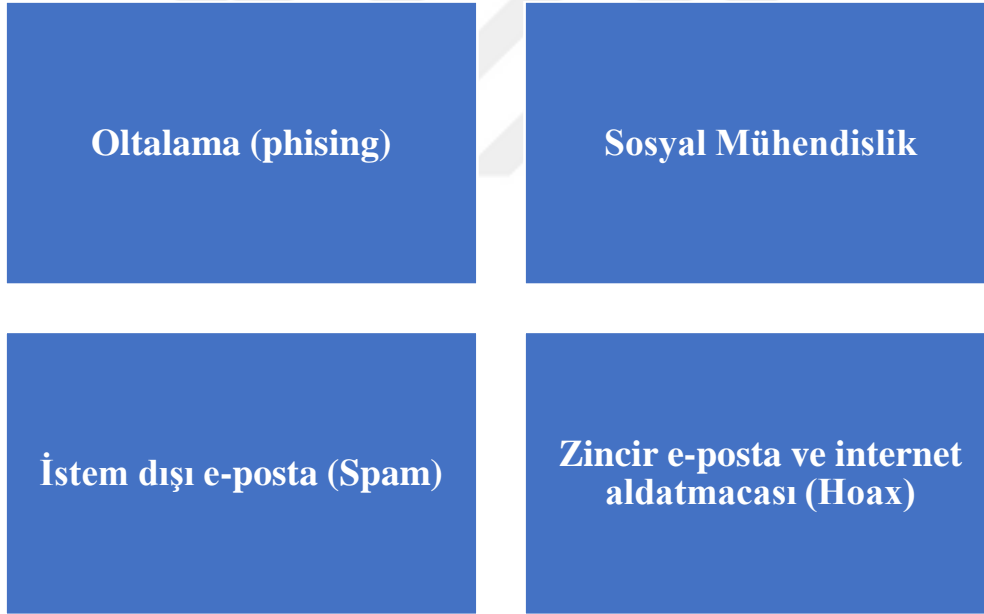 Oltalama (phising)
Sosyal Mühendislik
İstem dışı e-posta (Spam)
Zincir e-posta ve internet
aldatmacası (Hoax)